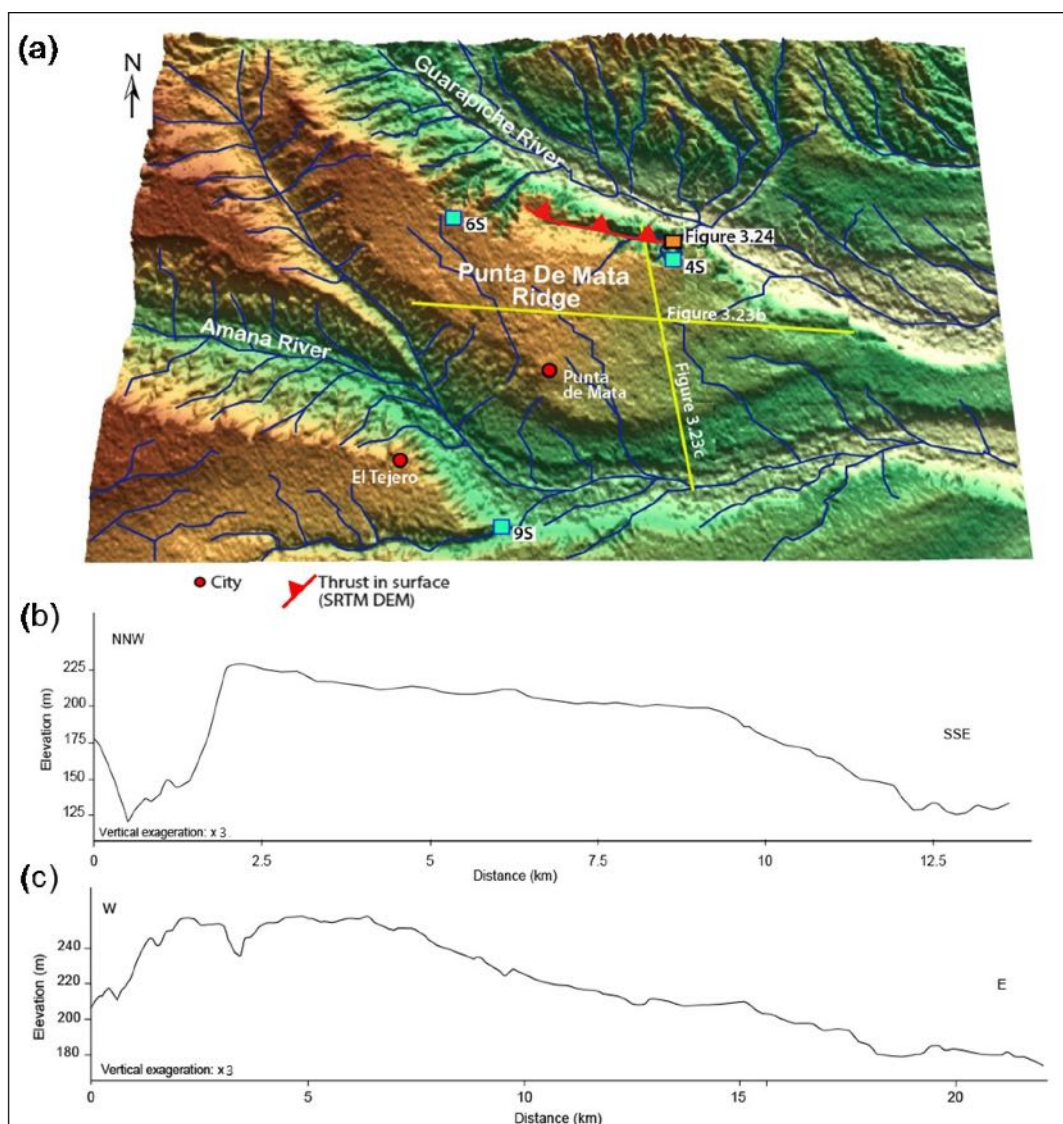 (a)
N
Guarapiche River
6S
Figure 3.24
4S
Punta De Mata
Ridge
Figure 3.23b
Amana River
Punta
de Mata
Figure 3.23c
El Tejero
9S
City
Thrust in surface
(SRTM DEM)
(b)
NNW
225
200
175
150
125
Elevation (m)
SSE
Vertical exageration: x 3
0
2.5
5
7.5
10
12.5
Distance (km)
(c)
W
240
220
200
180
Elevation (m)
E
Vertical exageration: x3
0
5
10
15
20
Distance (km)